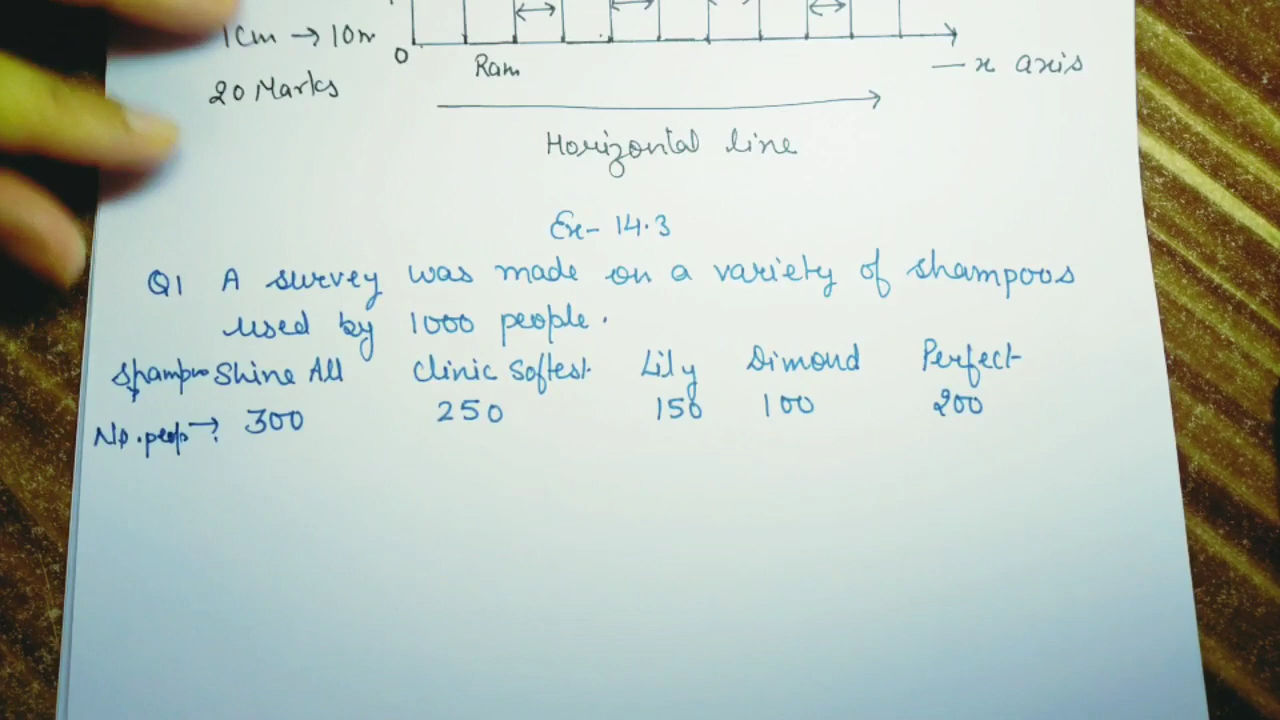 1cm → 10m
0
Ram
x axis
20 Marks
Horizontal line
Ex- 14.3
Q1 A survey was made on a variety of shampoos
used by 1000 people.
Shampoo Shine All Clinic Softest Lily Dimond Perfect
No. peop → 300 250 150 100 200